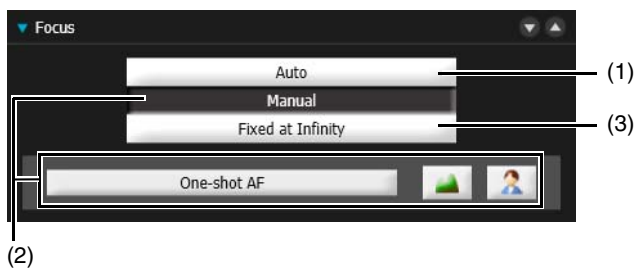 Focus
Auto
(1)
Manual
Fixed at Infinity
(3)
One-shot AF
(2)